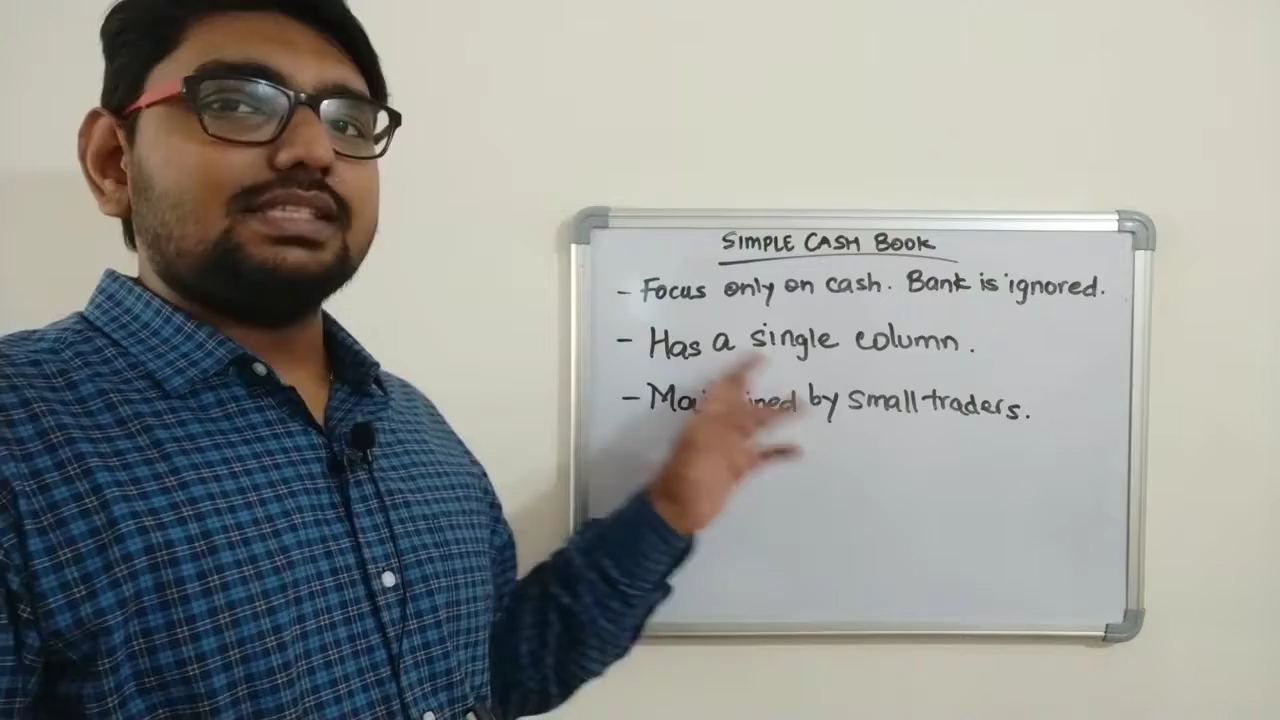 SIMPLE CASH BOOK
- Focus only on cash. Bank is ignored.
- Has a single column.
- by small traders.